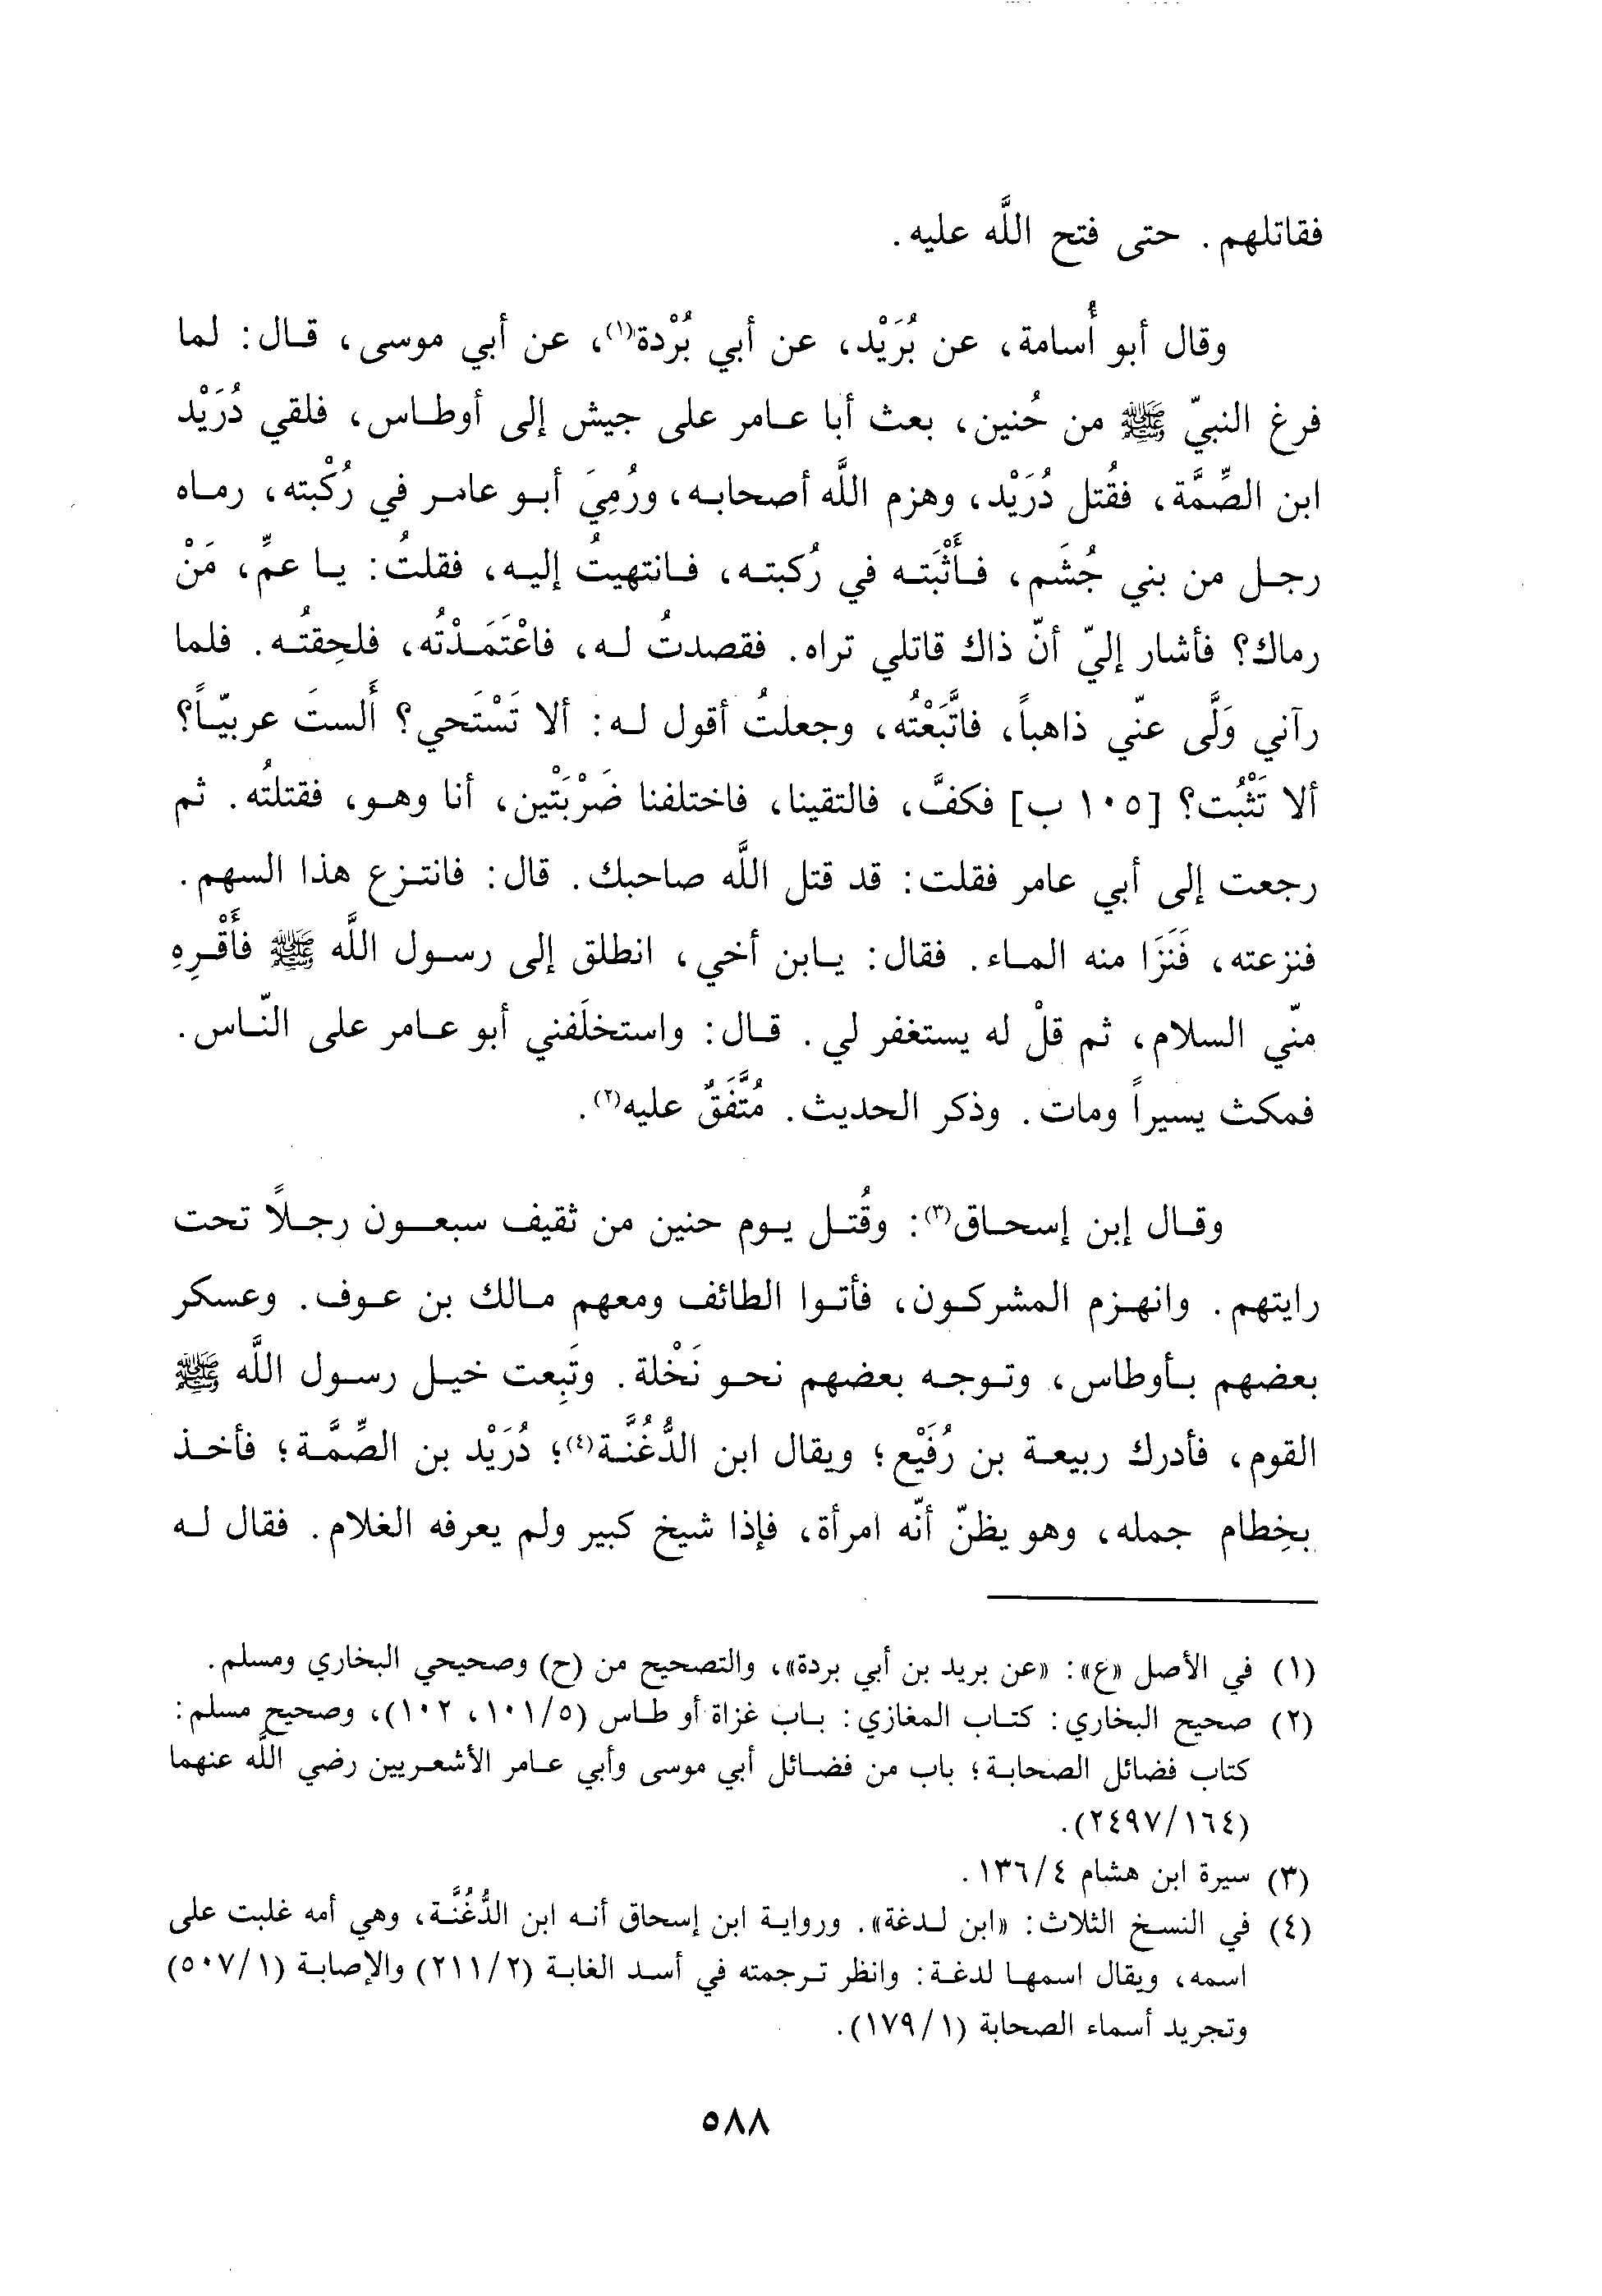 فقاتلهم. حتى فتح اللَّه عليه.
وقال أبو أُسامة، عن بُرَيْد، عن أبي بُرْدة(١)، عن أبي موسى، قال: لما
فرغ النبيّ ﷺ من حُنين، بعث أبا عامر على جيش إلى أوطاس، فلقي دُرَيْد
ابن الصِّمَّة، فقُتل دُرَيْد، وهزم اللَّه أصحابه، ورُمِيَ أبو عامر في رُكْبته، رماه
رجل من بني جُشَم، فأَثْبَته في رُكبته، فانتهيتُ إليه، فقلتُ: يا عمِّ، مَنْ
رماك؟ فأشار إليّ أنّ ذاك قاتلي تراه. فقصدتُ له، فاعْتَمَدْتُه، فلحِقتُه. فلما
رآني وَلَّى عنّي ذاهباً، فاتَّبَعْتُه، وجعلتُ أقول له: ألا تَسْتَحي؟ أَلستَ عربيّاً؟
ألا تَثْبُت؟ [١٠٥ ب] فكفَّ، فالتقينا، فاختلفنا ضَرْبَتْين، أنا وهو، فقتلتُه. ثم
رجعت إلى أبي عامر فقلت: قد قتل اللَّه صاحبك. قال: فانتزع هذا السهم.
فنزعته، فَنَزَا منه الماء. فقال: يابن أخي، انطلق إلى رسول اللَّه ﷺ فأَقْرِهِ
منّي السلام، ثم قلْ له يستغفر لي. قال: واستخلَفني أبو عامر على النّاس.
فمكث يسيراً ومات. وذكر الحديث. مُتَّفَقٌ عليه(٢).
وقال إبن إسحاق(٣): وقُتل يوم حنين من ثقيف سبعون رجلًا تحت
رايتهم. وانهزم المشركون، فأتوا الطائف ومعهم مالك بن عوف. وعسكر
بعضهم بأوطاس، وتوجه بعضهم نحو نَخْلة. وتَبِعت خيل رسول اللَّه ﷺ
القوم، فأدرك ربيعة بن رُفَيْع؛ ويقال ابن الدُّغُنَّة(٤)؛ دُرَيْد بن الصِّمَّة؛ فأخذ
بخِطام جمله، وهو يظنّ أنّه امرأة، فإذا شيخ كبير ولم يعرفه الغلام. فقال له
(١) في الأصل «ع»: «عن بريد بن أبي بردة»، والتصحيح من (ح) وصحيحي البخاري ومسلم.
(٢) صحيح البخاري: كتاب المغازي: باب غزاة أو طاس (١٠١/٥، ١٠٢)، وصحيح مسلم:
كتاب فضائل الصحابة؛ باب من فضائل أبي موسى وأبي عامر الأشعريين رضي اللَّه عنهما
(٢٤٩٧/١٦٤).
(٣) سيرة ابن هشام ١٣٦/٤.
(٤) في النسخ الثلاث: «ابن لدغة». ورواية ابن إسحاق أنه ابن الدُّغُنَّة، وهي أمه غلبت على
اسمه، ويقال اسمها لدغة: وانظر ترجمته في أسد الغابة (٢١١/٢) والإصابة (٥٠٧/١)
وتجريد أسماء الصحابة (١٧٩/١).
٥٨٨